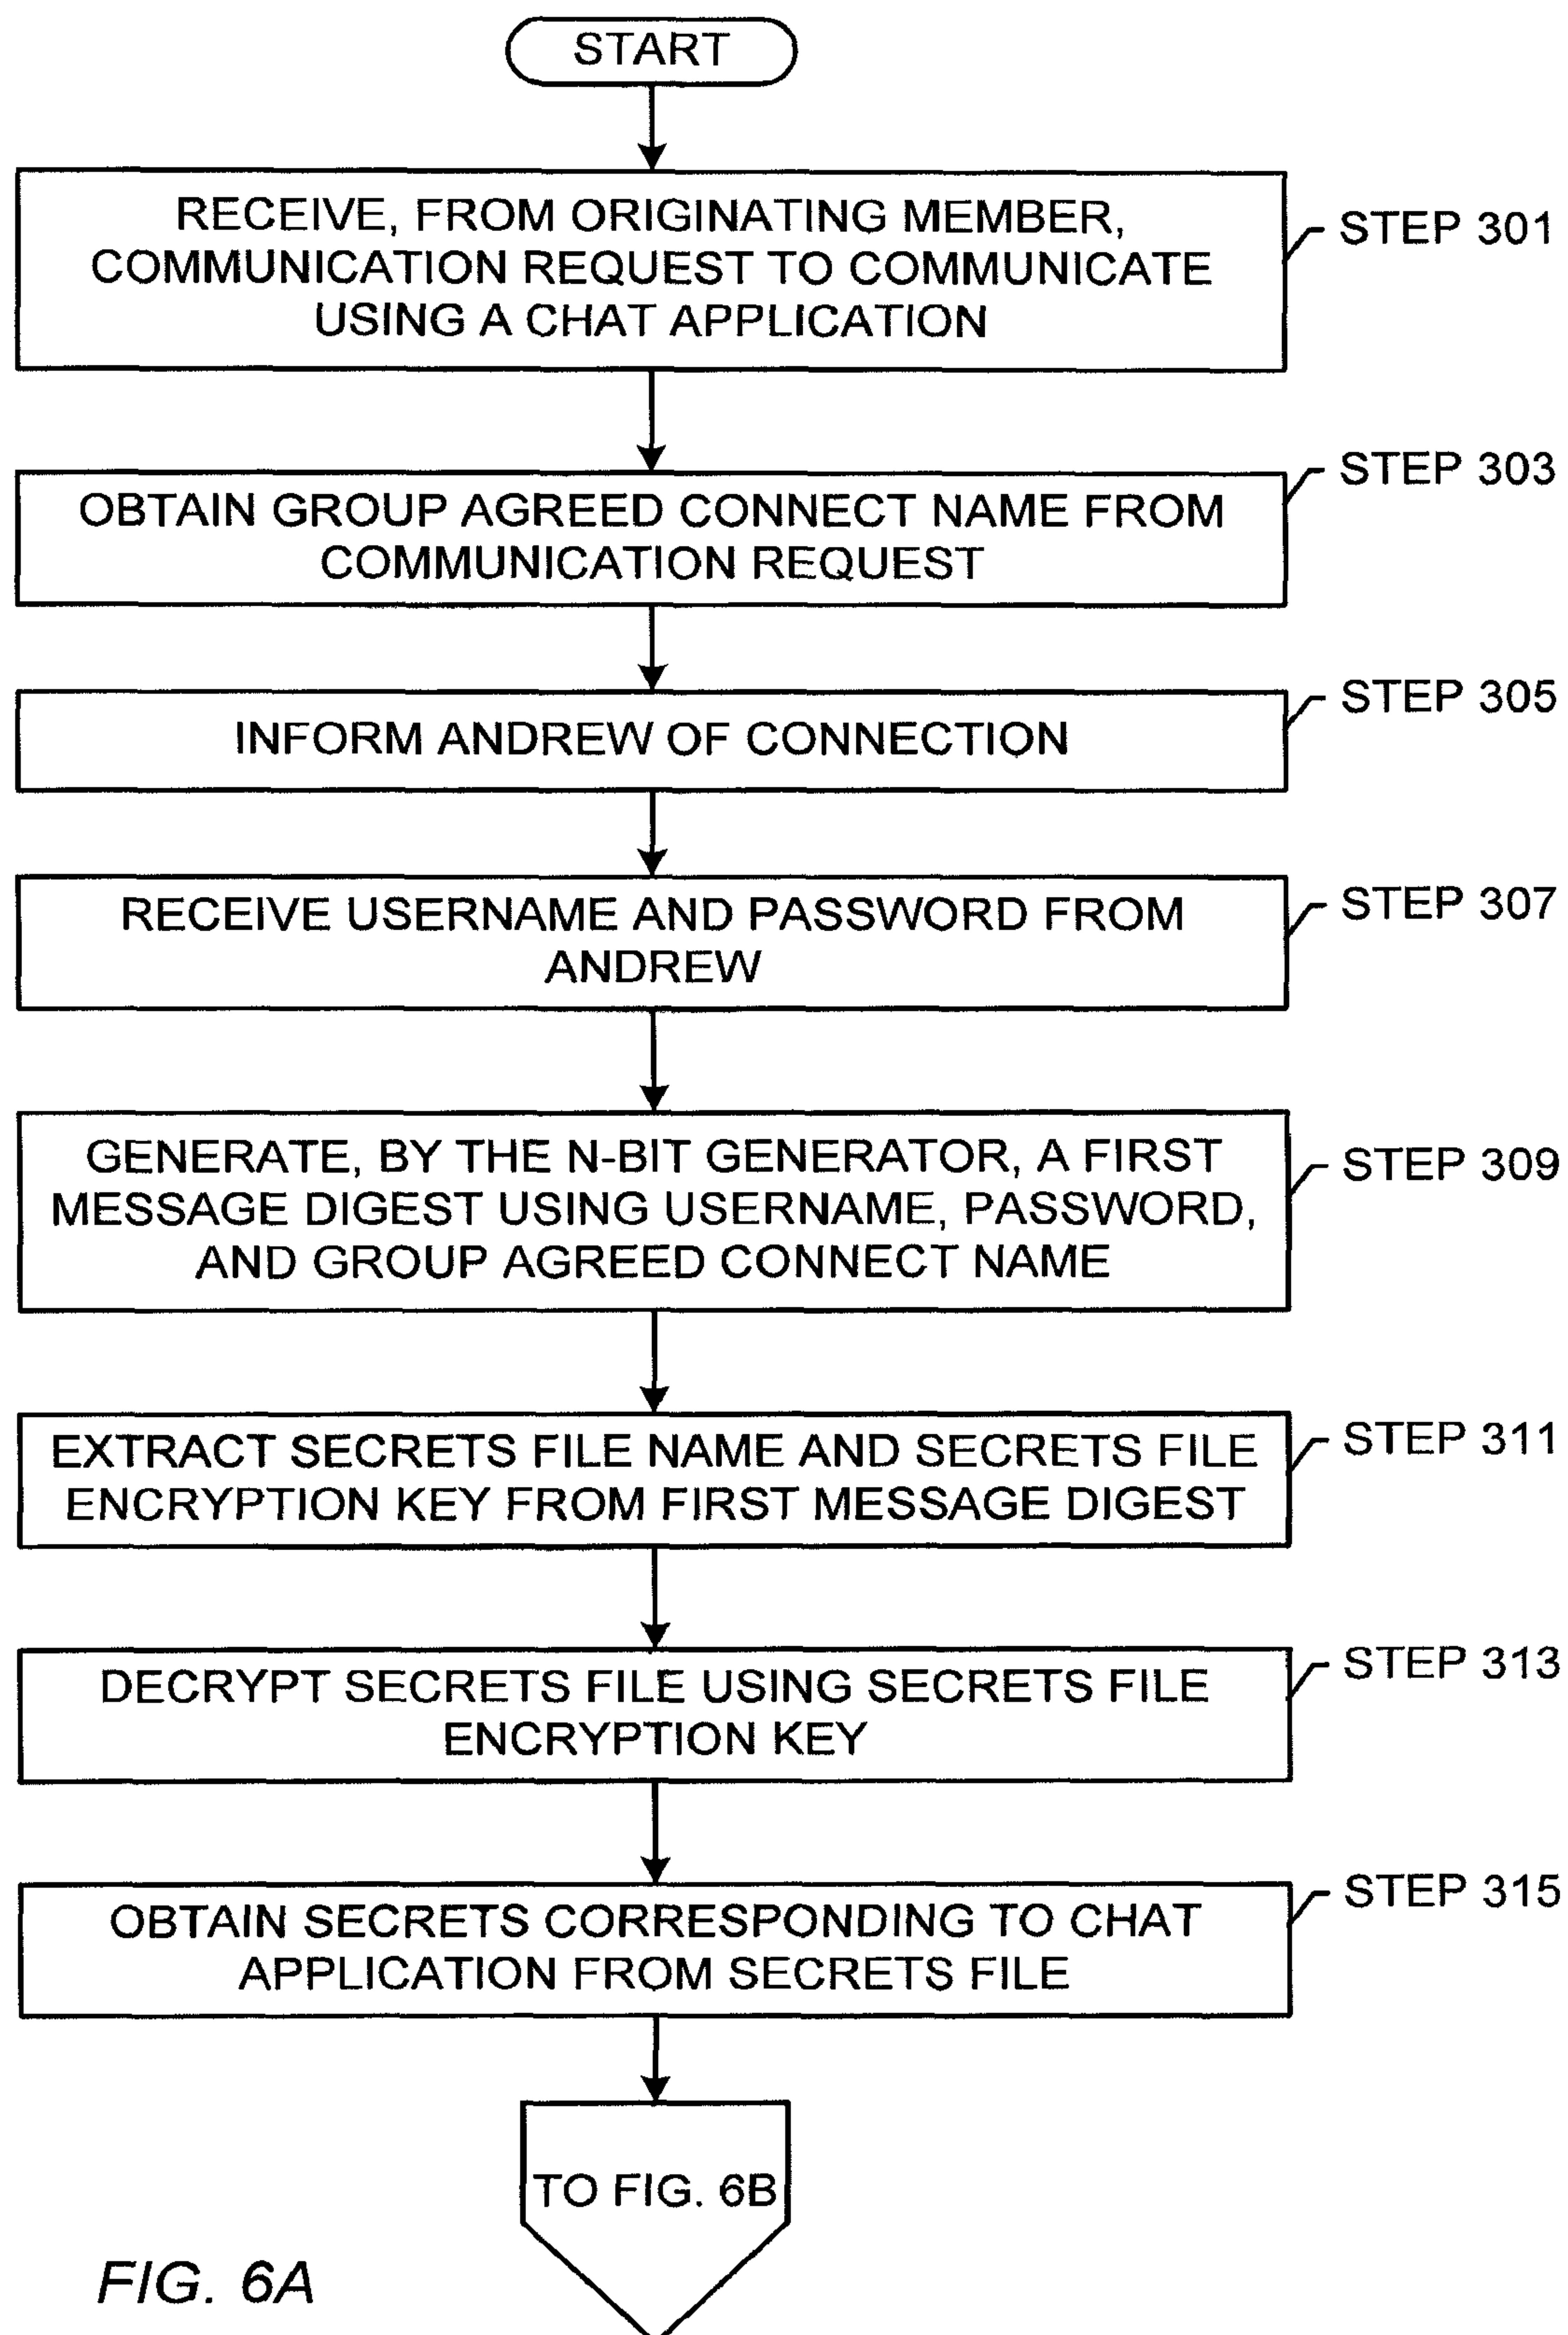 START
RECEIVE, FROM ORIGINATING MEMBER,
COMMUNICATION REQUEST TO COMMUNICATE
USING A CHAT APPLICATION
STEP 301
OBTAIN GROUP AGREED CONNECT NAME FROM
COMMUNICATION REQUEST
STEP 303
INFORM ANDREW OF CONNECTION
STEP 305
RECEIVE USERNAME AND PASSWORD FROM
ANDREW
STEP 307
GENERATE, BY THE N-BIT GENERATOR, A FIRST
MESSAGE DIGEST USING USERNAME, PASSWORD,
AND GROUP AGREED CONNECT NAME
STEP 309
EXTRACT SECRETS FILE NAME AND SECRETS FILE
ENCRYPTION KEY FROM FIRST MESSAGE DIGEST
STEP 311
DECRYPT SECRETS FILE USING SECRETS FILE
ENCRYPTION KEY
STEP 313
OBTAIN SECRETS CORRESPONDING TO CHAT
APPLICATION FROM SECRETS FILE
STEP 315
TO FIG. 6B
FIG. 6A